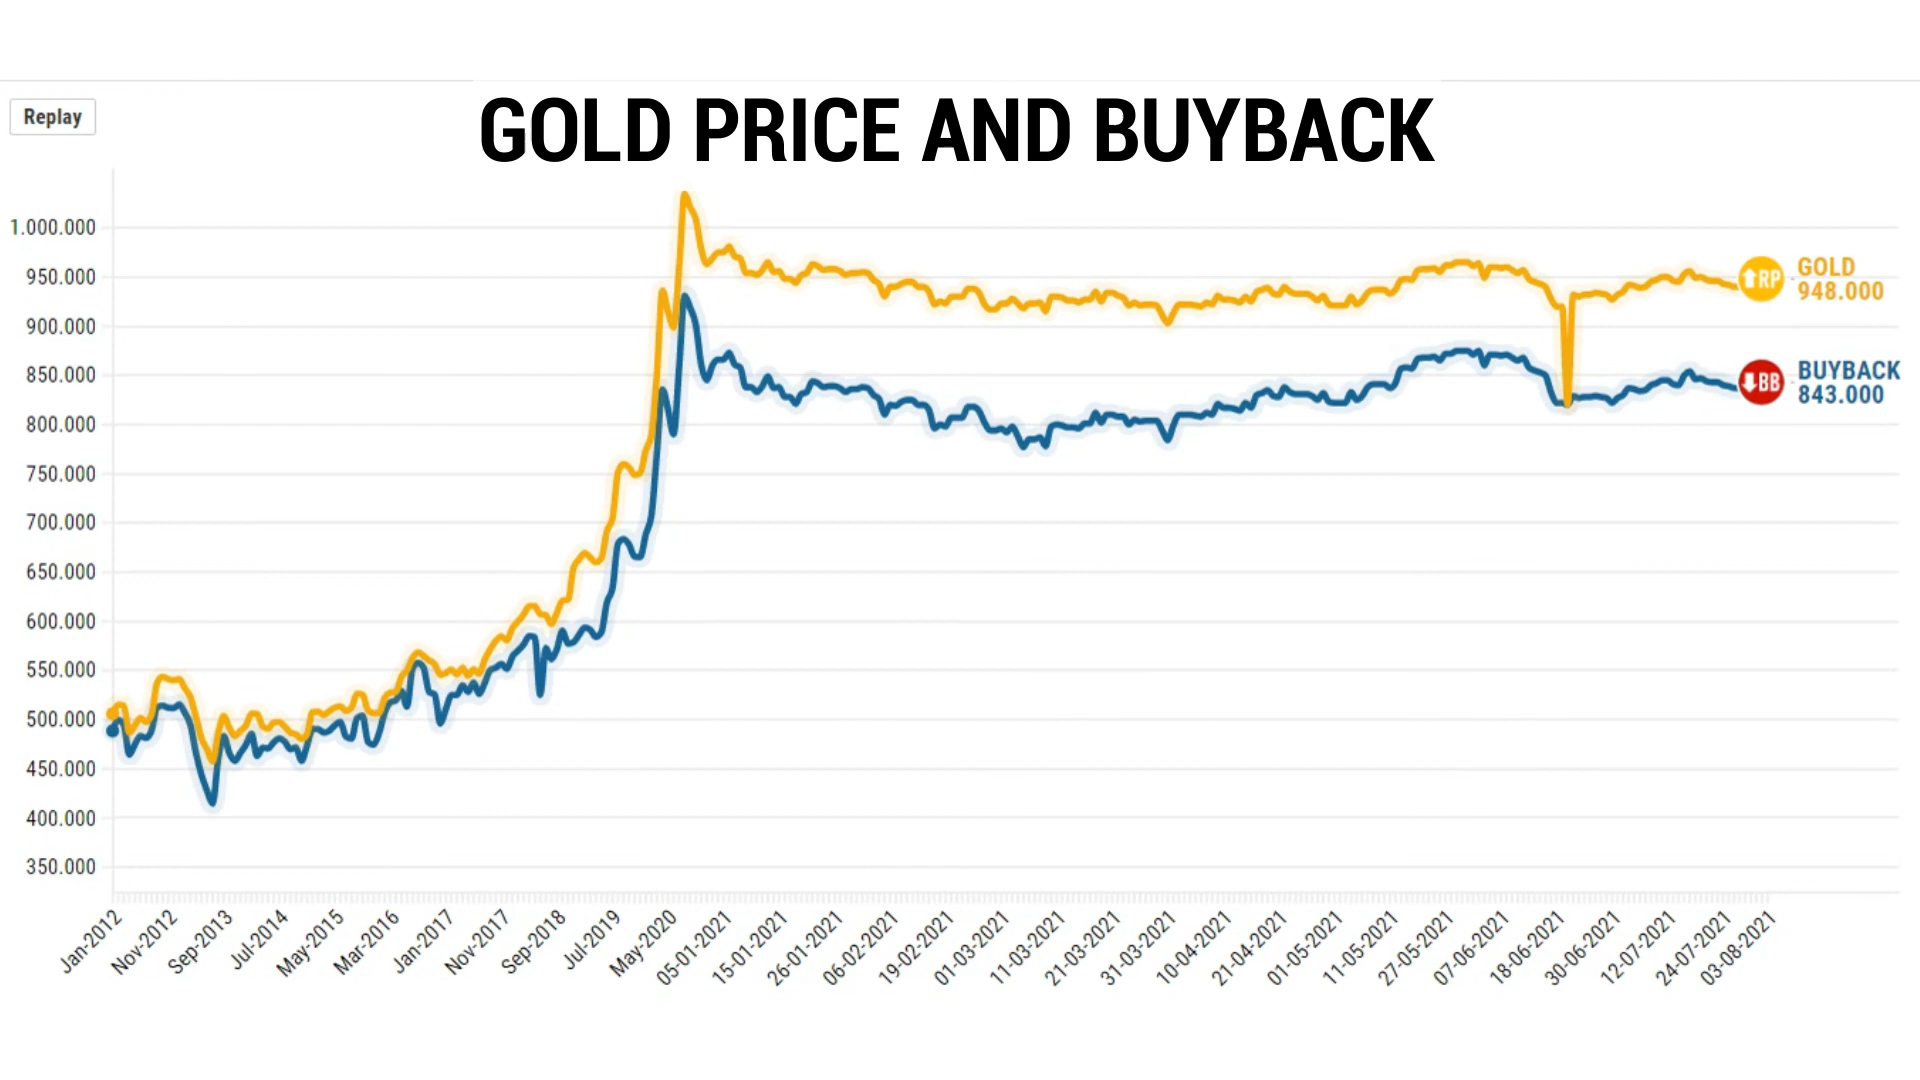 GOLD PRICE AND BUYBACK
Replay
1.000.000
950.000
900.000
850.000
800.000
750.000
700.000
650.000
600.000
550.000
500.000
450.000
400.000
350.000
RP
GOLD
948.000
BB
BUYBACK
843.000
Jan-2012
Nov-2012
Sep-2013
Jul-2014
May-2015
Mar-2016
Jan-2017
Nov-2017
Sep-2018
Jul-2019
May-2020
05-01-2021
15-01-2021
26-01-2021
06-02-2021
19-02-2021
01-03-2021
11-03-2021
21-03-2021
31-03-2021
10-04-2021
21-04-2021
01-05-2021
11-05-2021
27-05-2021
07-06-2021
18-06-2021
30-06-2021
12-07-2021
24-07-2021
03-08-2021